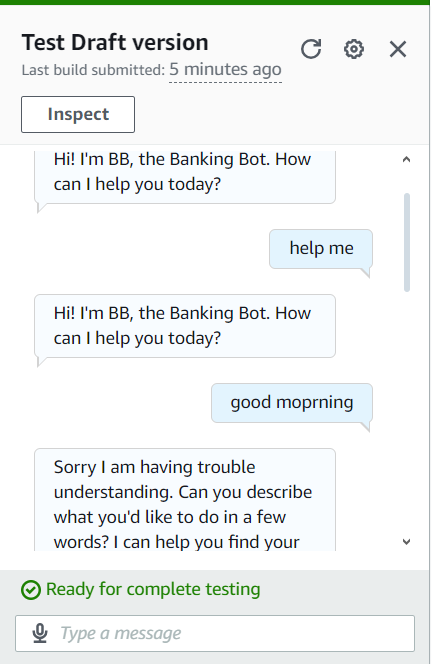 Test Draft version
Last build submitted: 5 minutes ago
Inspect
Hi! I'm BB, the Banking Bot. How
can I help you today?
help me
Hi! I'm BB, the Banking Bot. How
can I help you today?
good moprning
Sorry I am having trouble
understanding. Can you describe
what you'd like to do in a few
words? I can help you find your
Ready for complete testing
Type a message